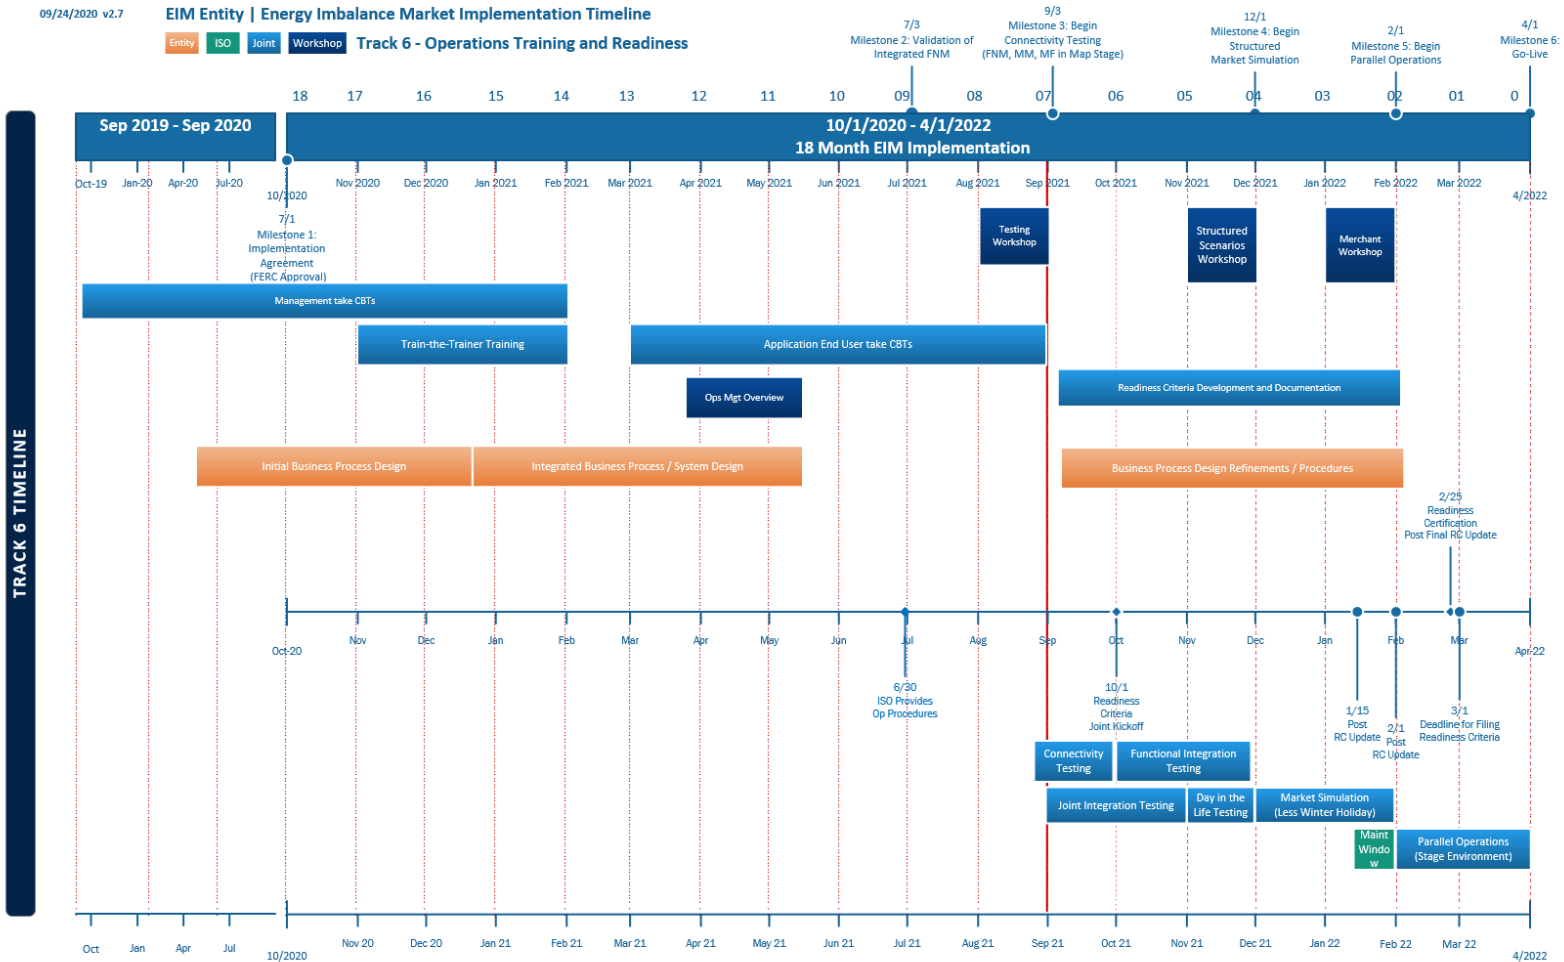 09/24/2020 v2.7
EIM Entity | Energy Imbalance Market Implementation Timeline
Entity
ISO
Joint
Workshop
Track 6 - Operations Training and Readiness
7/3
Milestone 2: Validation of
Integrated FNM
9/3
Milestone 3: Begin
Connectivity Testing
(FNM, MM, MF in Map Stage)
12/1
Milestone 4: Begin
Structured
Market Simulation
2/1
Milestone 5: Begin
Parallel Operations
4/1
Milestone 6:
Go-Live
18 17 16 15 14 13 12 11 10 09 08 07 06 05 04 03 02 01 0
Sep 2019 - Sep 2020
10/1/2020 - 4/1/2022
18 Month EIM Implementation
Oct-19 Jan-20 Apr-20 Jul-20
10/2020
Nov 2020 Dec 2020 Jan 2021 Feb 2021 Mar 2021 Apr 2021 May 2021 Jun 2021 Jul 2021 Aug 2021 Sep 2021 Oct 2021 Nov 2021 Dec 2021 Jan 2022 Feb 2022 Mar 2022
4/2022
7/1
Milestone 1:
Implementation
Agreement
(FERC Approval)
Testing
Workshop
Structured
Scenarios
Workshop
Merchant
Workshop
Management take CBTs
Train-the-Trainer Training
Application End User take CBTs
Ops Mgt Overview
Readiness Criteria Development and Documentation
Initial Business Process Design
Integrated Business Process / System Design
Business Process Design Refinements / Procedures
TRACK 6 TIMELINE
2/25
Readiness
Certification
Post Final RC Update
Oct-20
Nov Dec Jan Feb Mar Apr May Jun Jul Aug Sep Oct Nov Dec Jan Feb Mar
Apr-22
6/30
ISO Provides
Op Procedures
10/1
Readiness
Criteria
Joint Kickoff
1/15
Post
RC Update
2/1
Post
RC Update
3/1
Deadline for Filing
Readiness Criteria
Connectivity
Testing
Functional Integration
Testing
Joint Integration Testing
Day in the
Life Testing
Market Simulation
(Less Winter Holiday)
Maint
Windo
w
Parallel Operations
(Stage Environment)
Oct Jan Apr Jul
10/2020
Nov 20 Dec 20 Jan 21 Feb 21 Mar 21 Apr 21 May 21 Jun 21 Jul 21 Aug 21 Sep 21 Oct 21 Nov 21 Dec 21 Jan 22 Feb 22 Mar 22
4/2022